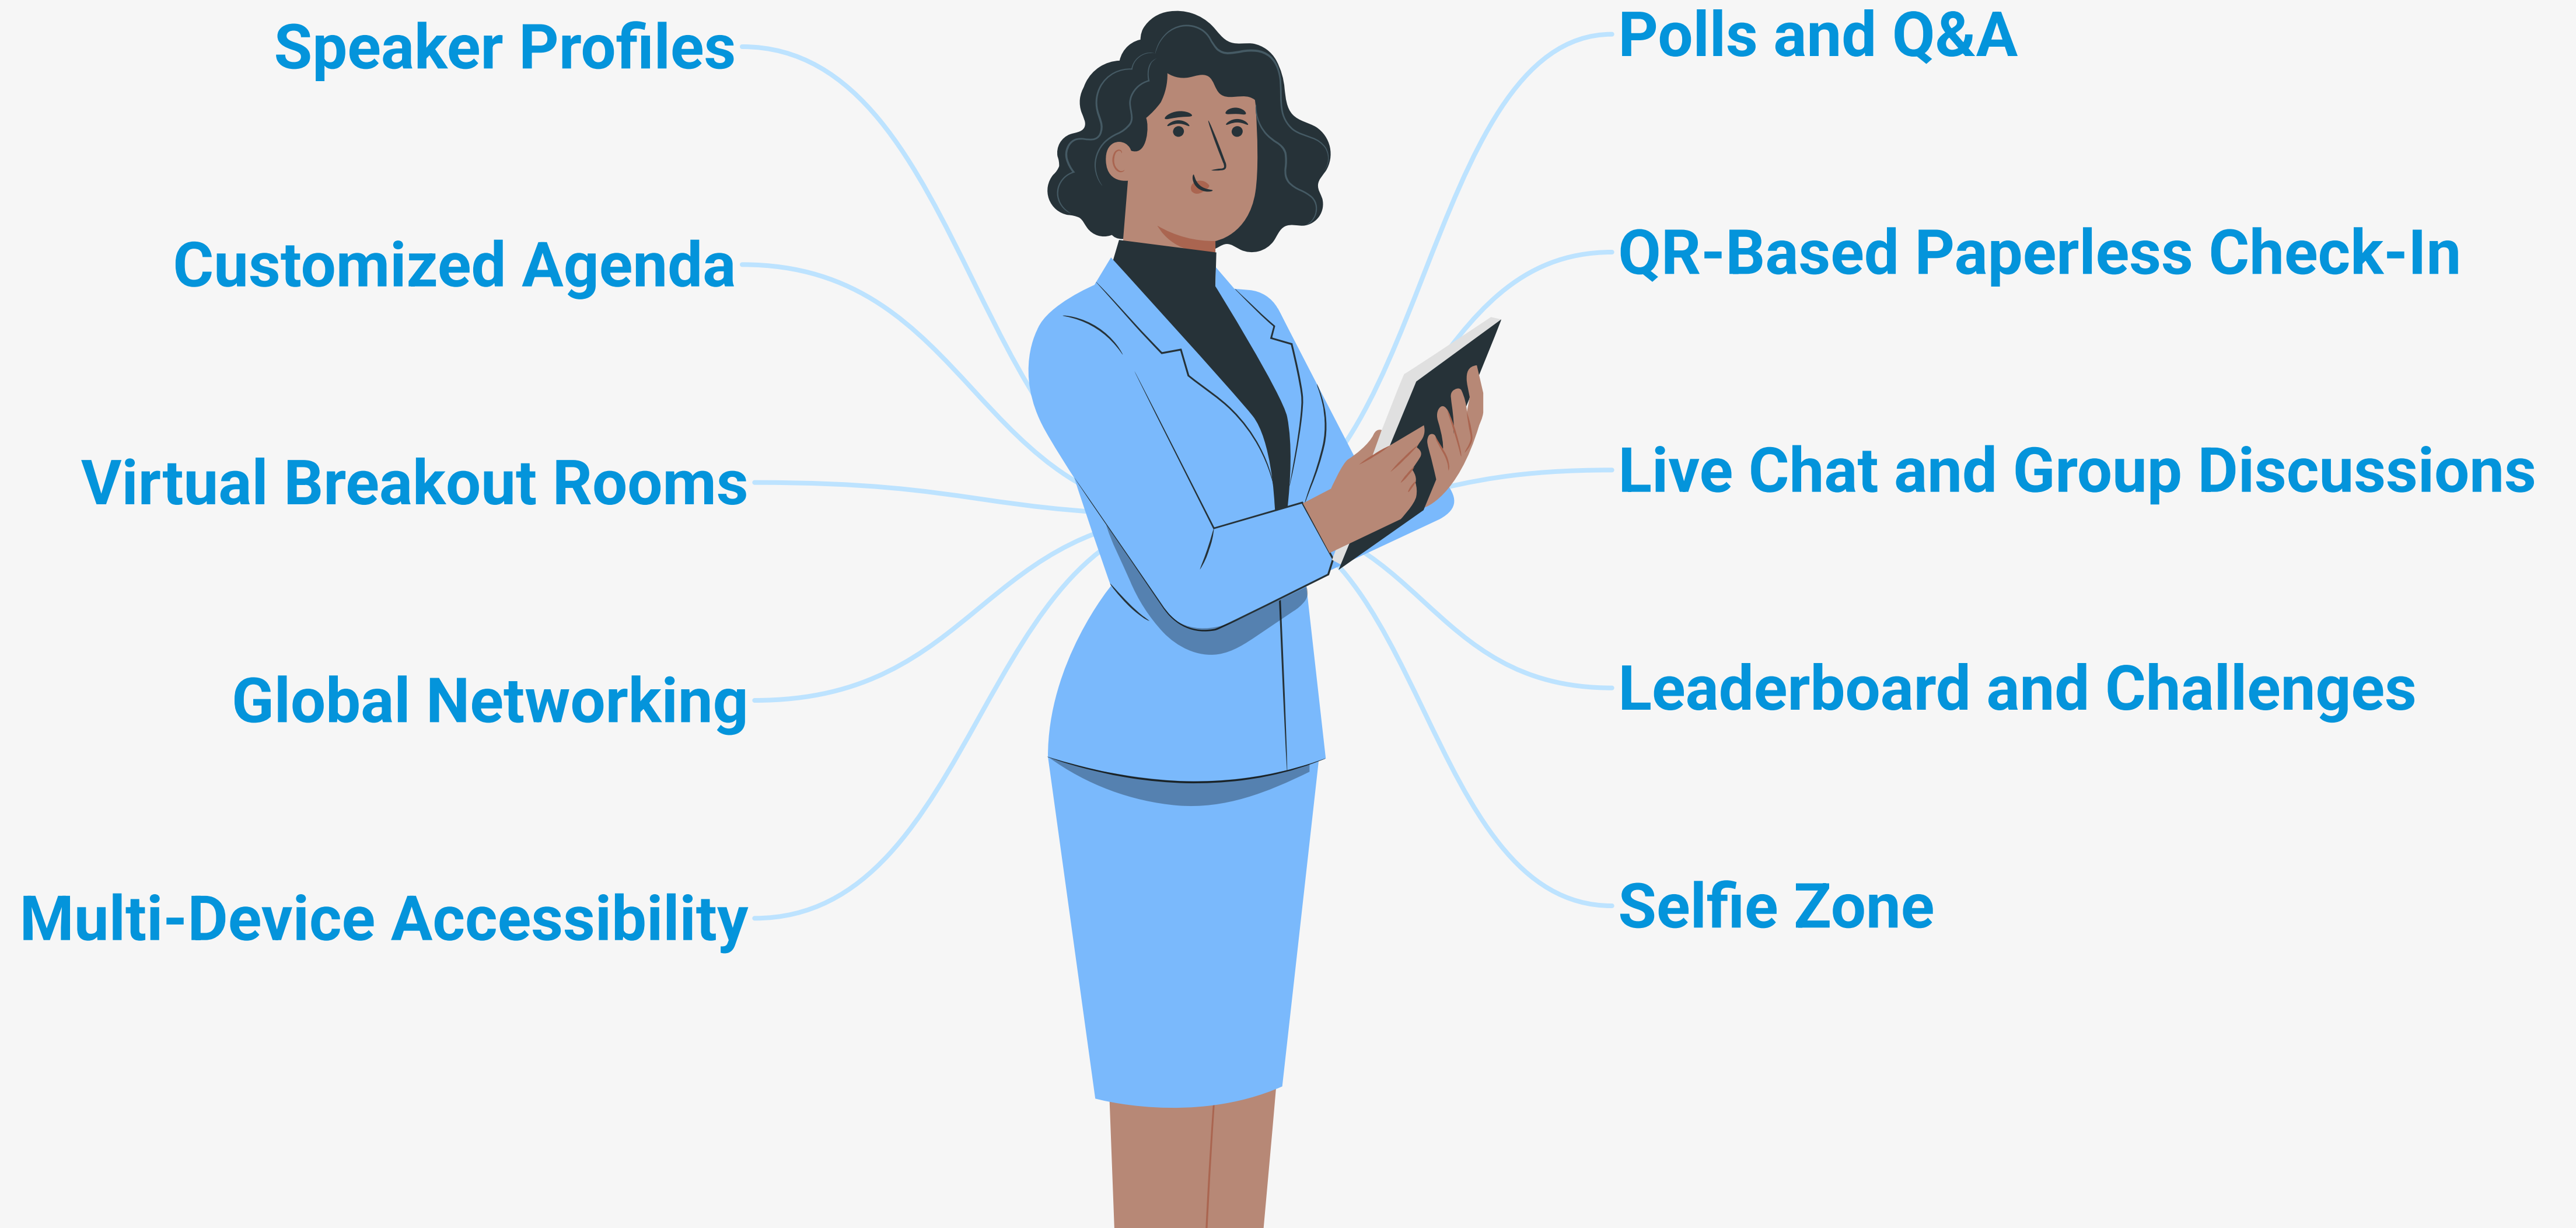 Speaker Profiles
Customized Agenda
Virtual Breakout Rooms
Global Networking
Multi-Device Accessibility
Polls and Q&A
QR-Based Paperless Check-In
Live Chat and Group Discussions
Leaderboard and Challenges
Selfie Zone